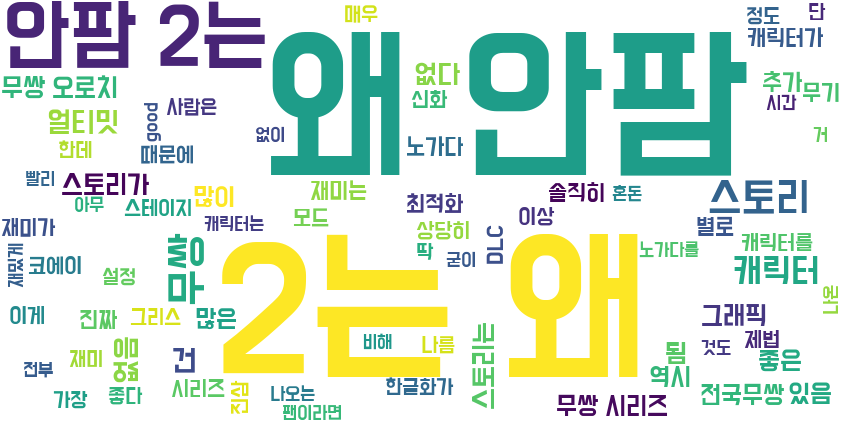 안팜 2는
왜 안팜
매우
정도
단
캐릭터가
무쌍 오로치
없다
신화
추가
무기
시간
얼티밋
good
사람은
없이
한데
때문에
노가다
거
빨리
스토리가
많이
재미는
최적화
솔직히
혼돈
스토리
아무
스테이지
모드
상당히
이상
별로
재미가
캐릭터는
딱
굳이
DLC
노가다를
캐릭터를
재밌게
코에이
설정
무쌍
2는 왜
캐릭터
나온
이게
진짜
그리스
많은
비해
나름
스토리는
그래픽
제법
전부
재미
없음
건
됨
것도
좋은
역시
가장
좋다
시리즈
진삼
나오는
팬이라면
한글화가
무쌍 시리즈
전국무쌍
있음